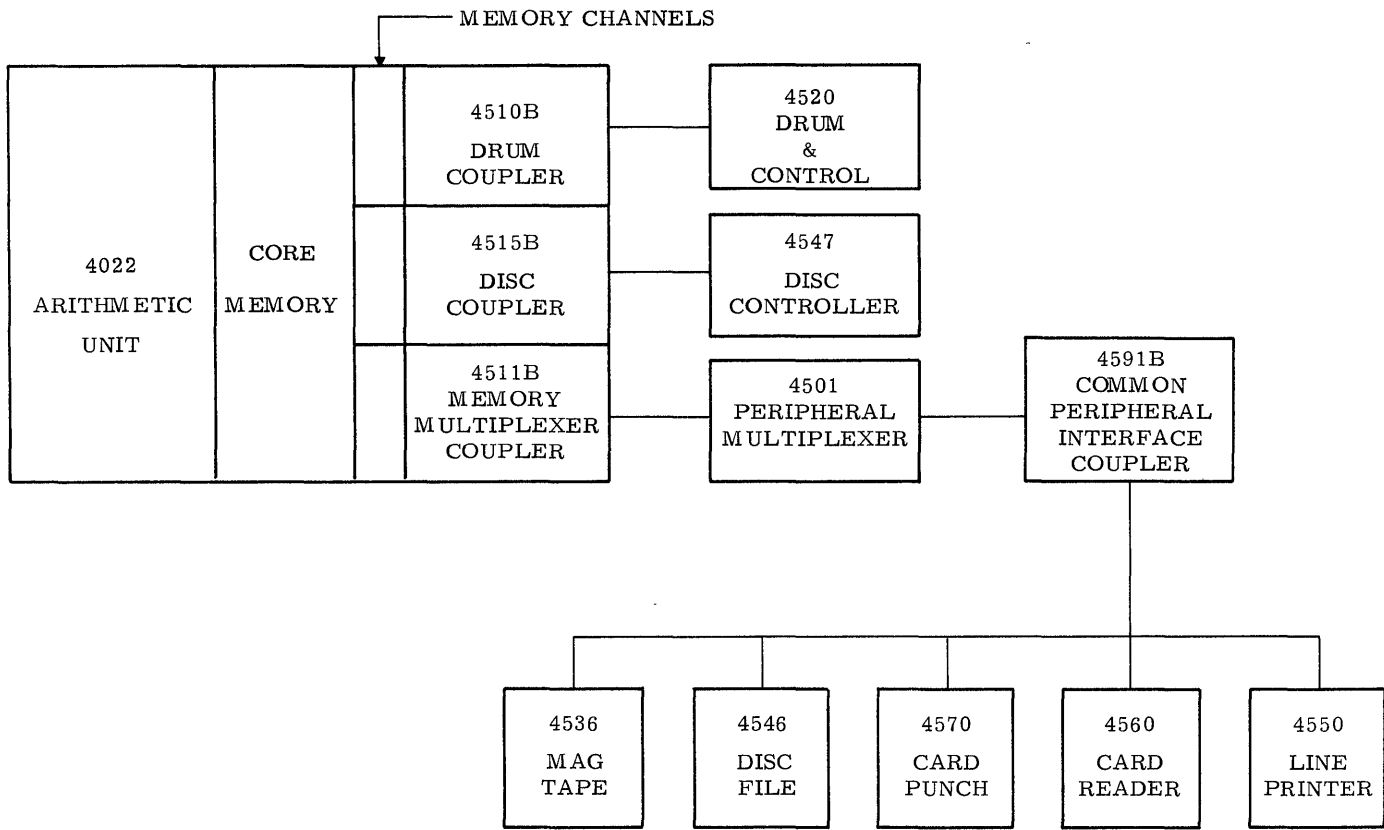 MEMORY CHANNELS
4022
ARITHMETIC
UNIT
CORE
MEMORY
4510B
DRUM
COUPLER
4520
DRUM
&
CONTROL
4515B
DISC
COUPLER
4547
DISC
CONTROLLER
4511B
MEMORY
MULTIPLEXER
COUPLER
4501
PERIPHERAL
MULTIPLEXER
4591B
COMMON
PERIPHERAL
INTERFACE
COUPLER
4536
MAG
TAPE
4546
DISC
FILE
4570
CARD
PUNCH
4560
CARD
READER
4550
LINE
PRINTER